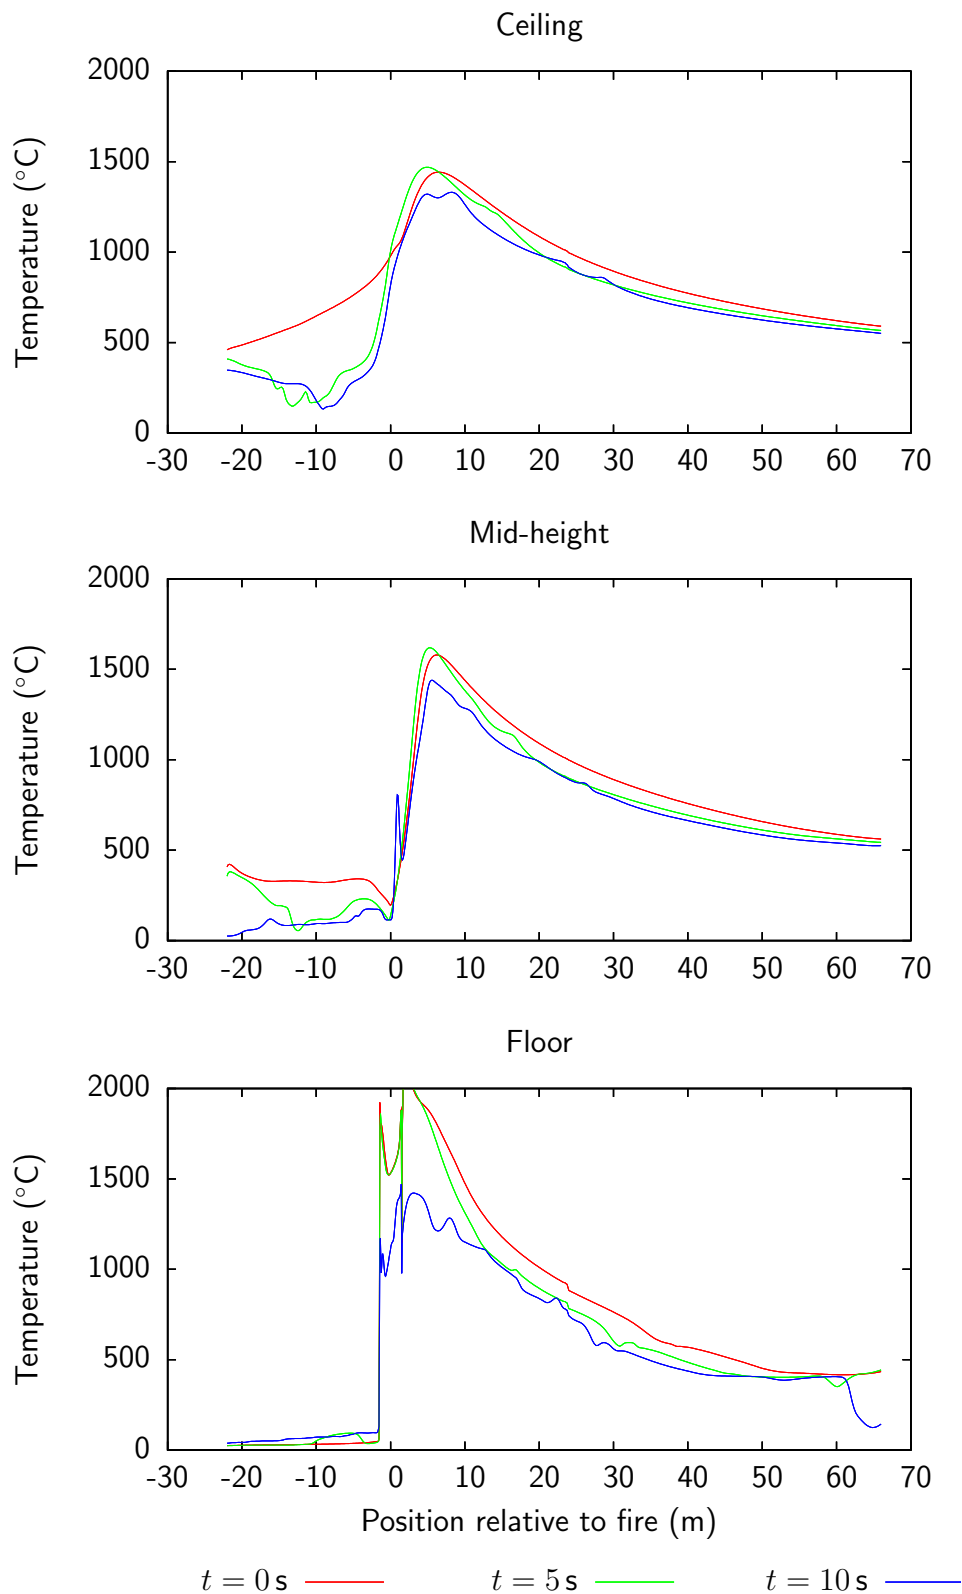 Ceiling
Temperature (°C)
2000
1500
1000
500
0
-30 -20 -10 0 10 20 30 40 50 60 70
Mid-height
Temperature (°C)
2000
1500
1000
500
0
-30 -20 -10 0 10 20 30 40 50 60 70
Floor
Temperature (°C)
2000
1500
1000
500
0
-30 -20 -10 0 10 20 30 40 50 60 70
Position relative to fire (m)
t = 0 s t = 5 s t = 10 s